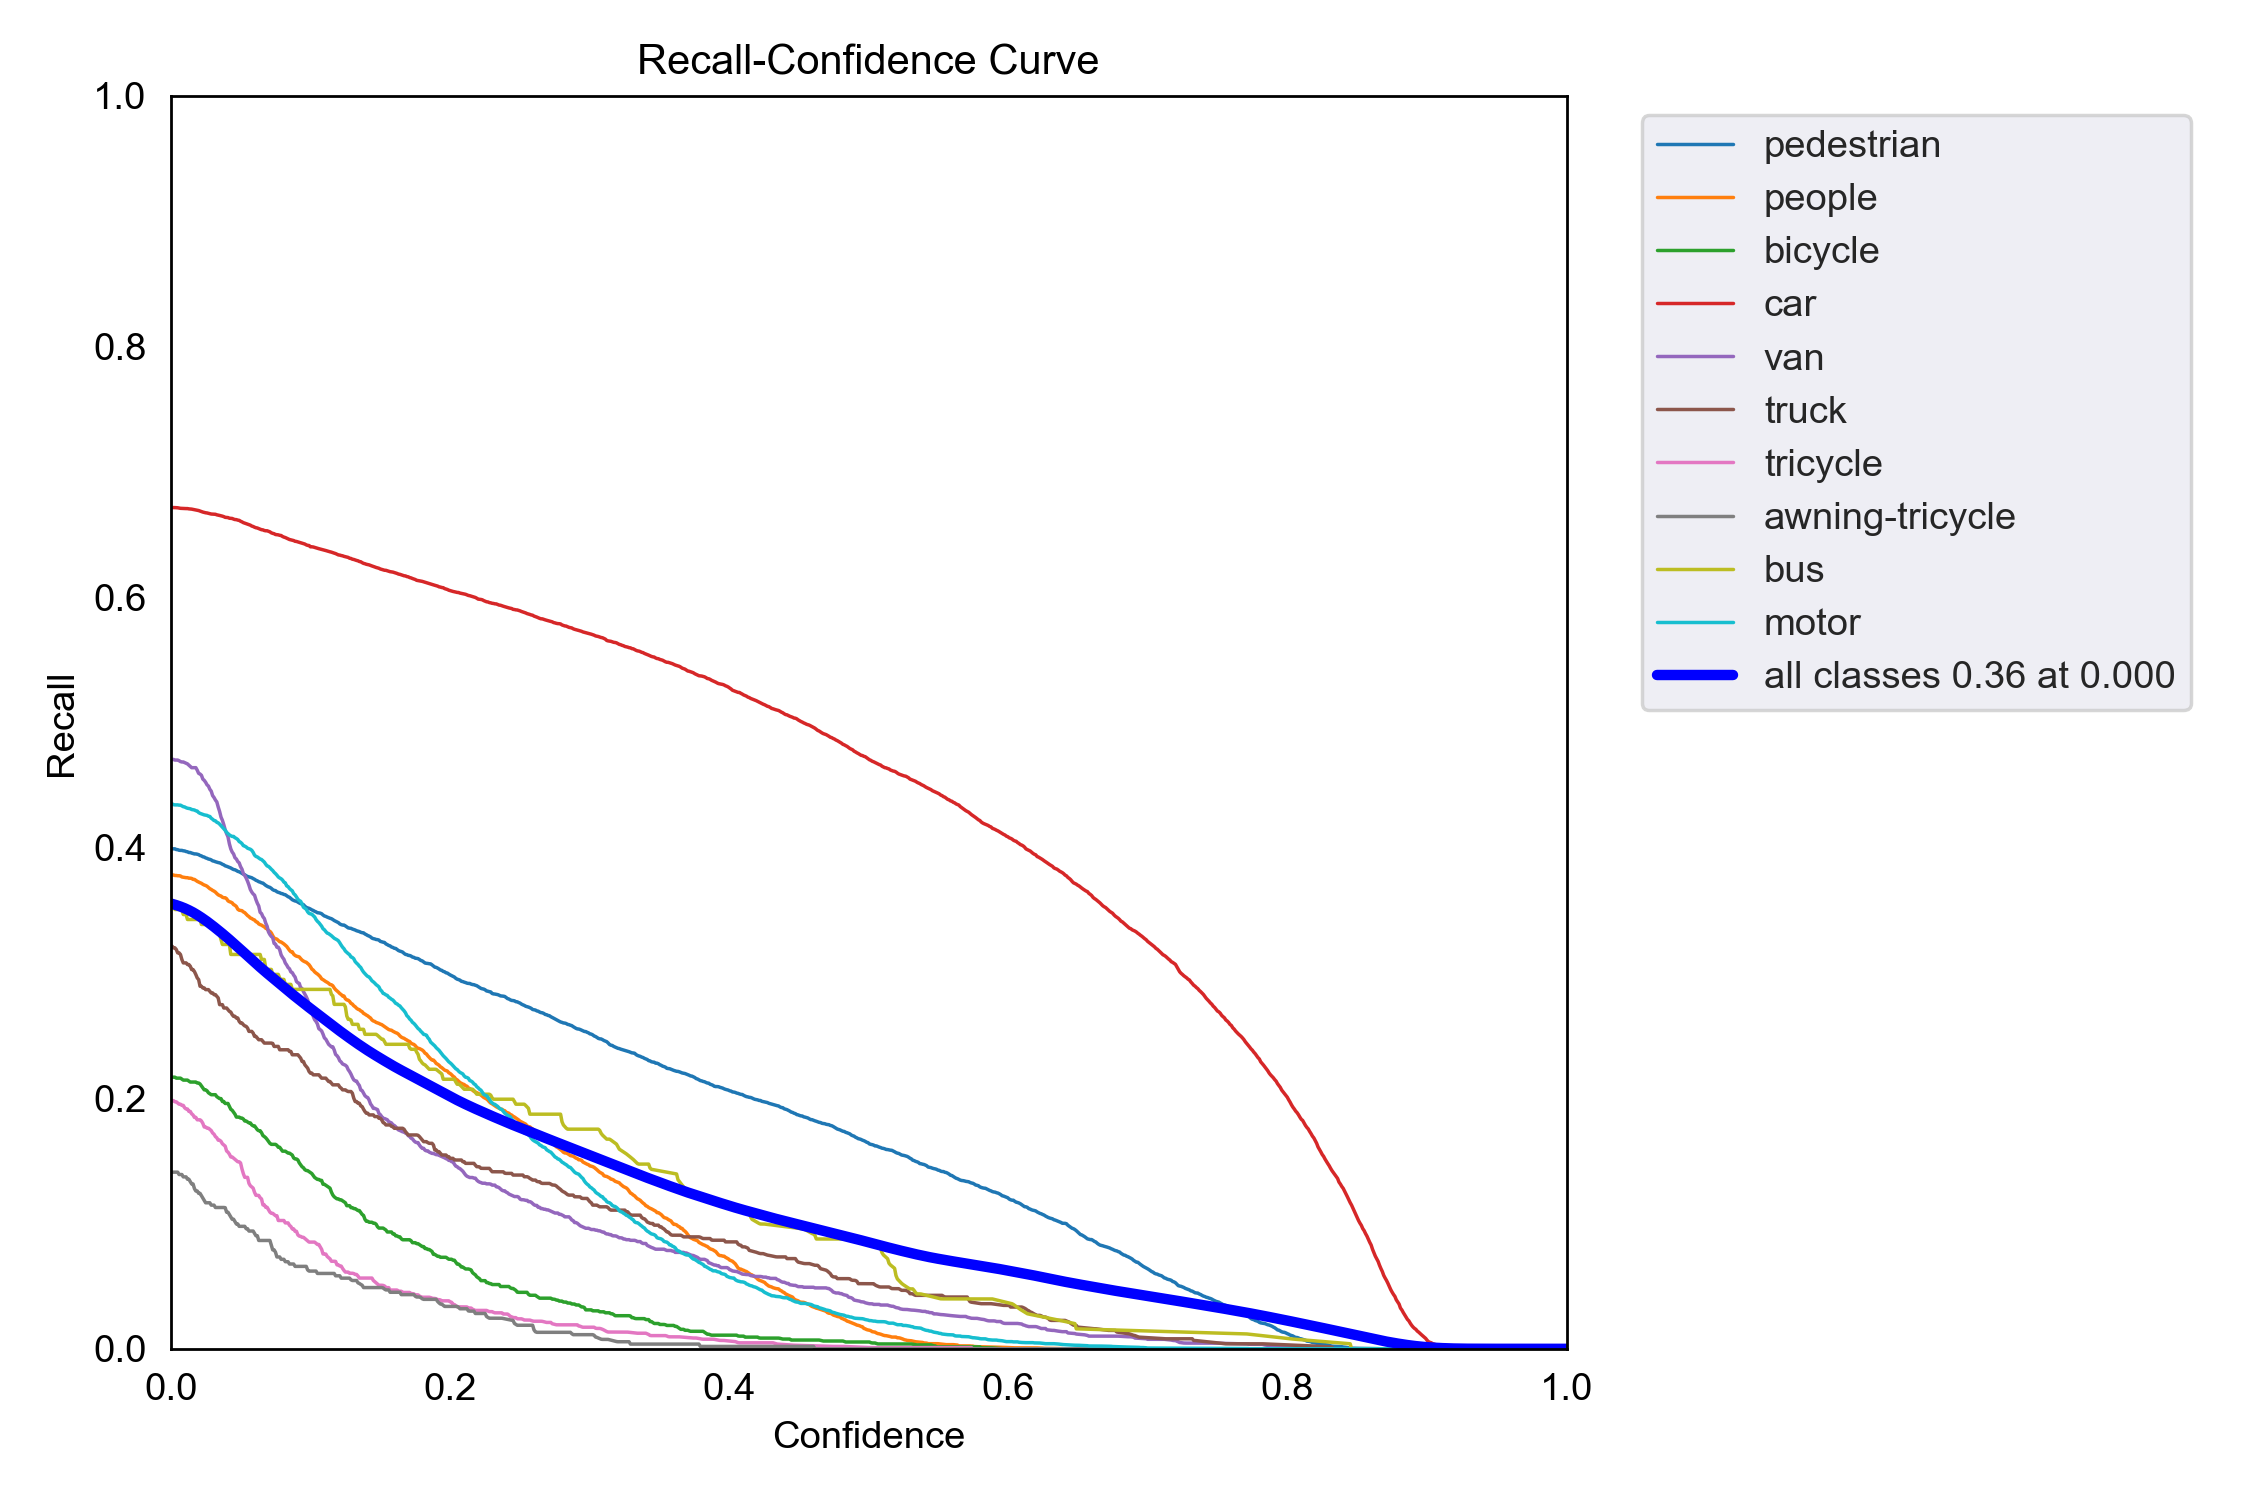 Recall-Confidence Curve
1.0
0.8
0.6
0.4
0.2
0.0
Recall
0.0 0.2 0.4 0.6 0.8 1.0
Confidence
pedestrian
people
bicycle
car
van
truck
tricycle
awning-tricycle
bus
motor
all classes 0.36 at 0.000